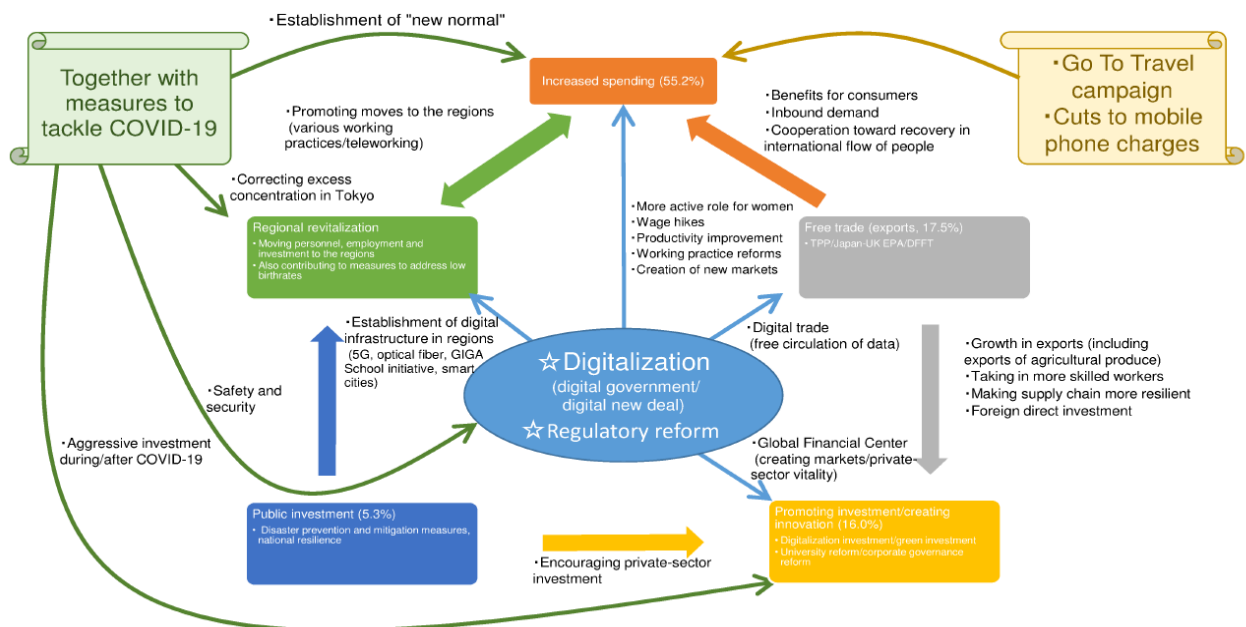 ・Establishment of "new normal"
Together with
measures to
tackle COVID-19
Increased spending (55.2%)
・Go To Travel
campaign
・Cuts to mobile
phone charges
・Promoting moves to the regions
(various working
practices/teleworking)
・Benefits for consumers
・Inbound demand
・Cooperation toward recovery in
international flow of people
・Correcting excess
concentration in Tokyo
Regional revitalization
• Moving personnel, employment and
investment to the regions
• Also contributing to measures to address low
birthrates
・More active role for women
・Wage hikes
・Productivity improvement
・Working practice reforms
・Creation of new markets
Free trade (exports, 17.5%)
• TPP/Japan-UK EPA/DFFT
・Establishment of digital
infrastructure in regions
(5G, optical fiber, GIGA
School initiative, smart
cities)
☆Digitalization
(digital government/
digital new deal)
☆Regulatory reform
・Digital trade
(free circulation of data)
・Growth in exports (including
exports of agricultural produce)
・Taking in more skilled workers
・Making supply chain more resilient
・Foreign direct investment
・Safety and
security
・Aggressive investment
during/after COVID-19
・Global Financial Center
(creating markets/private-
sector vitality)
Public investment (5.3%)
• Disaster prevention and mitigation measures,
national resilience
・Encouraging private-sector
investment
Promoting investment/creating
innovation (16.0%)
• Digitalization investment/green investment
• University reform/corporate governance
reform